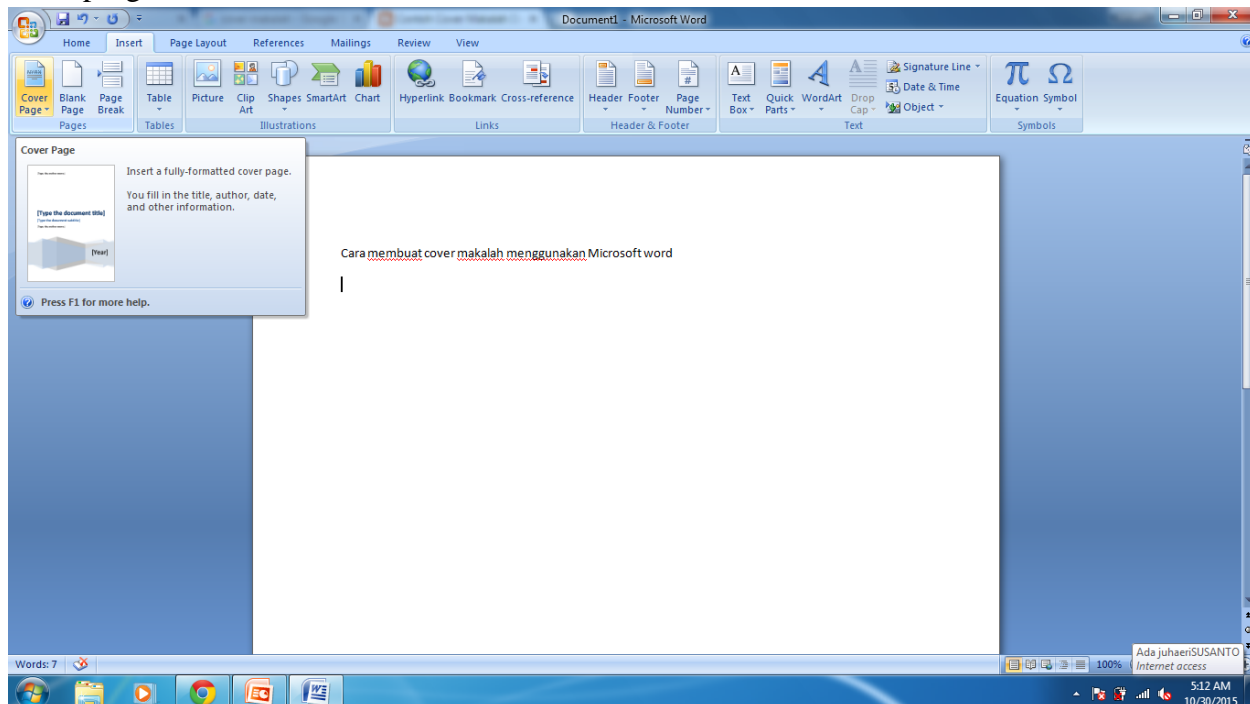 Document1 - Microsoft Word
Home Insert Page Layout References Mailings Review View
Cover Page Blank Page Page Break Table Picture Clip Art Shapes SmartArt Chart Hyperlink Bookmark Cross-reference Header Footer Page Number Text Box Quick Parts WordArt Drop Cap Signature Line Date & Time Object Equation Symbol
Pages Tables Illustrations Links Header & Footer Text Symbols
Cover Page
Insert a fully-formatted cover page.
You fill in the title, author, date,
and other information.
[Type the document title]
[Year]
Press F1 for more help.
Cara membuat cover makalah menggunakan Microsoft word
Words: 7
100%
Ada juhaeriSUSANTO
Internet access
5:12 AM
10/30/2015